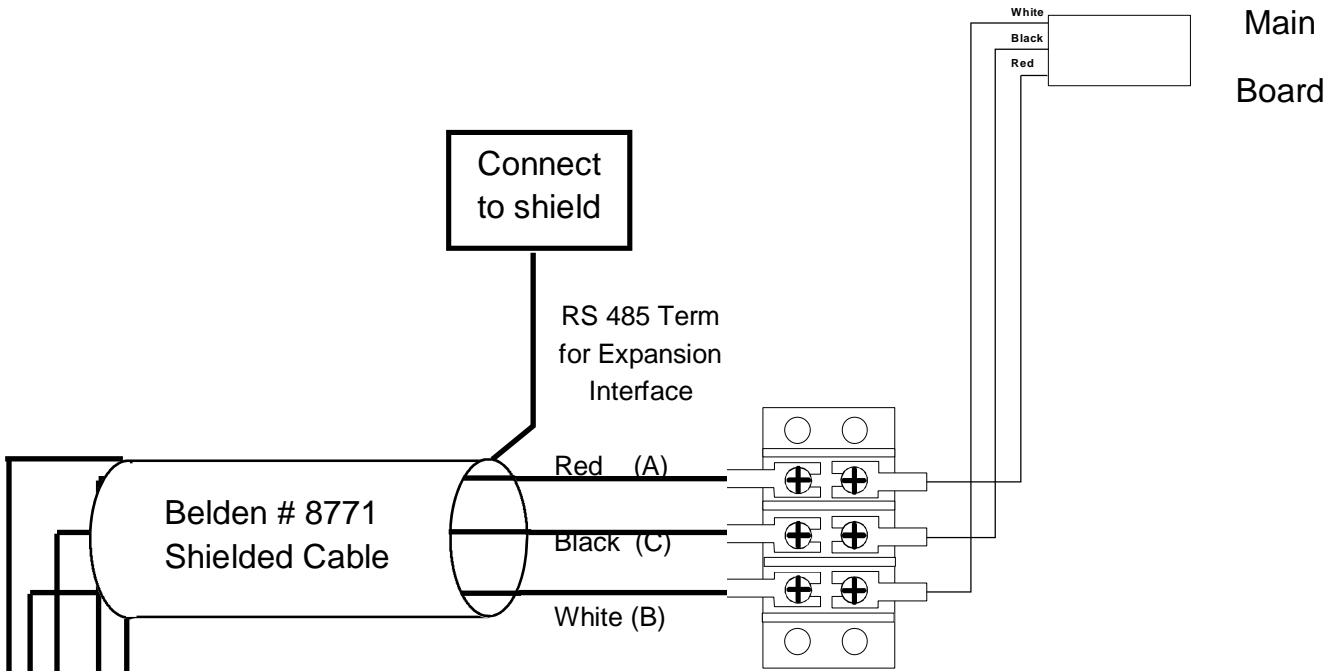 White
Black
Red
Main
Board
Connect
to shield
RS 485 Term
for Expansion
Interface
Red (A)
Belden # 8771
Shielded Cable
Black (C)
White (B)